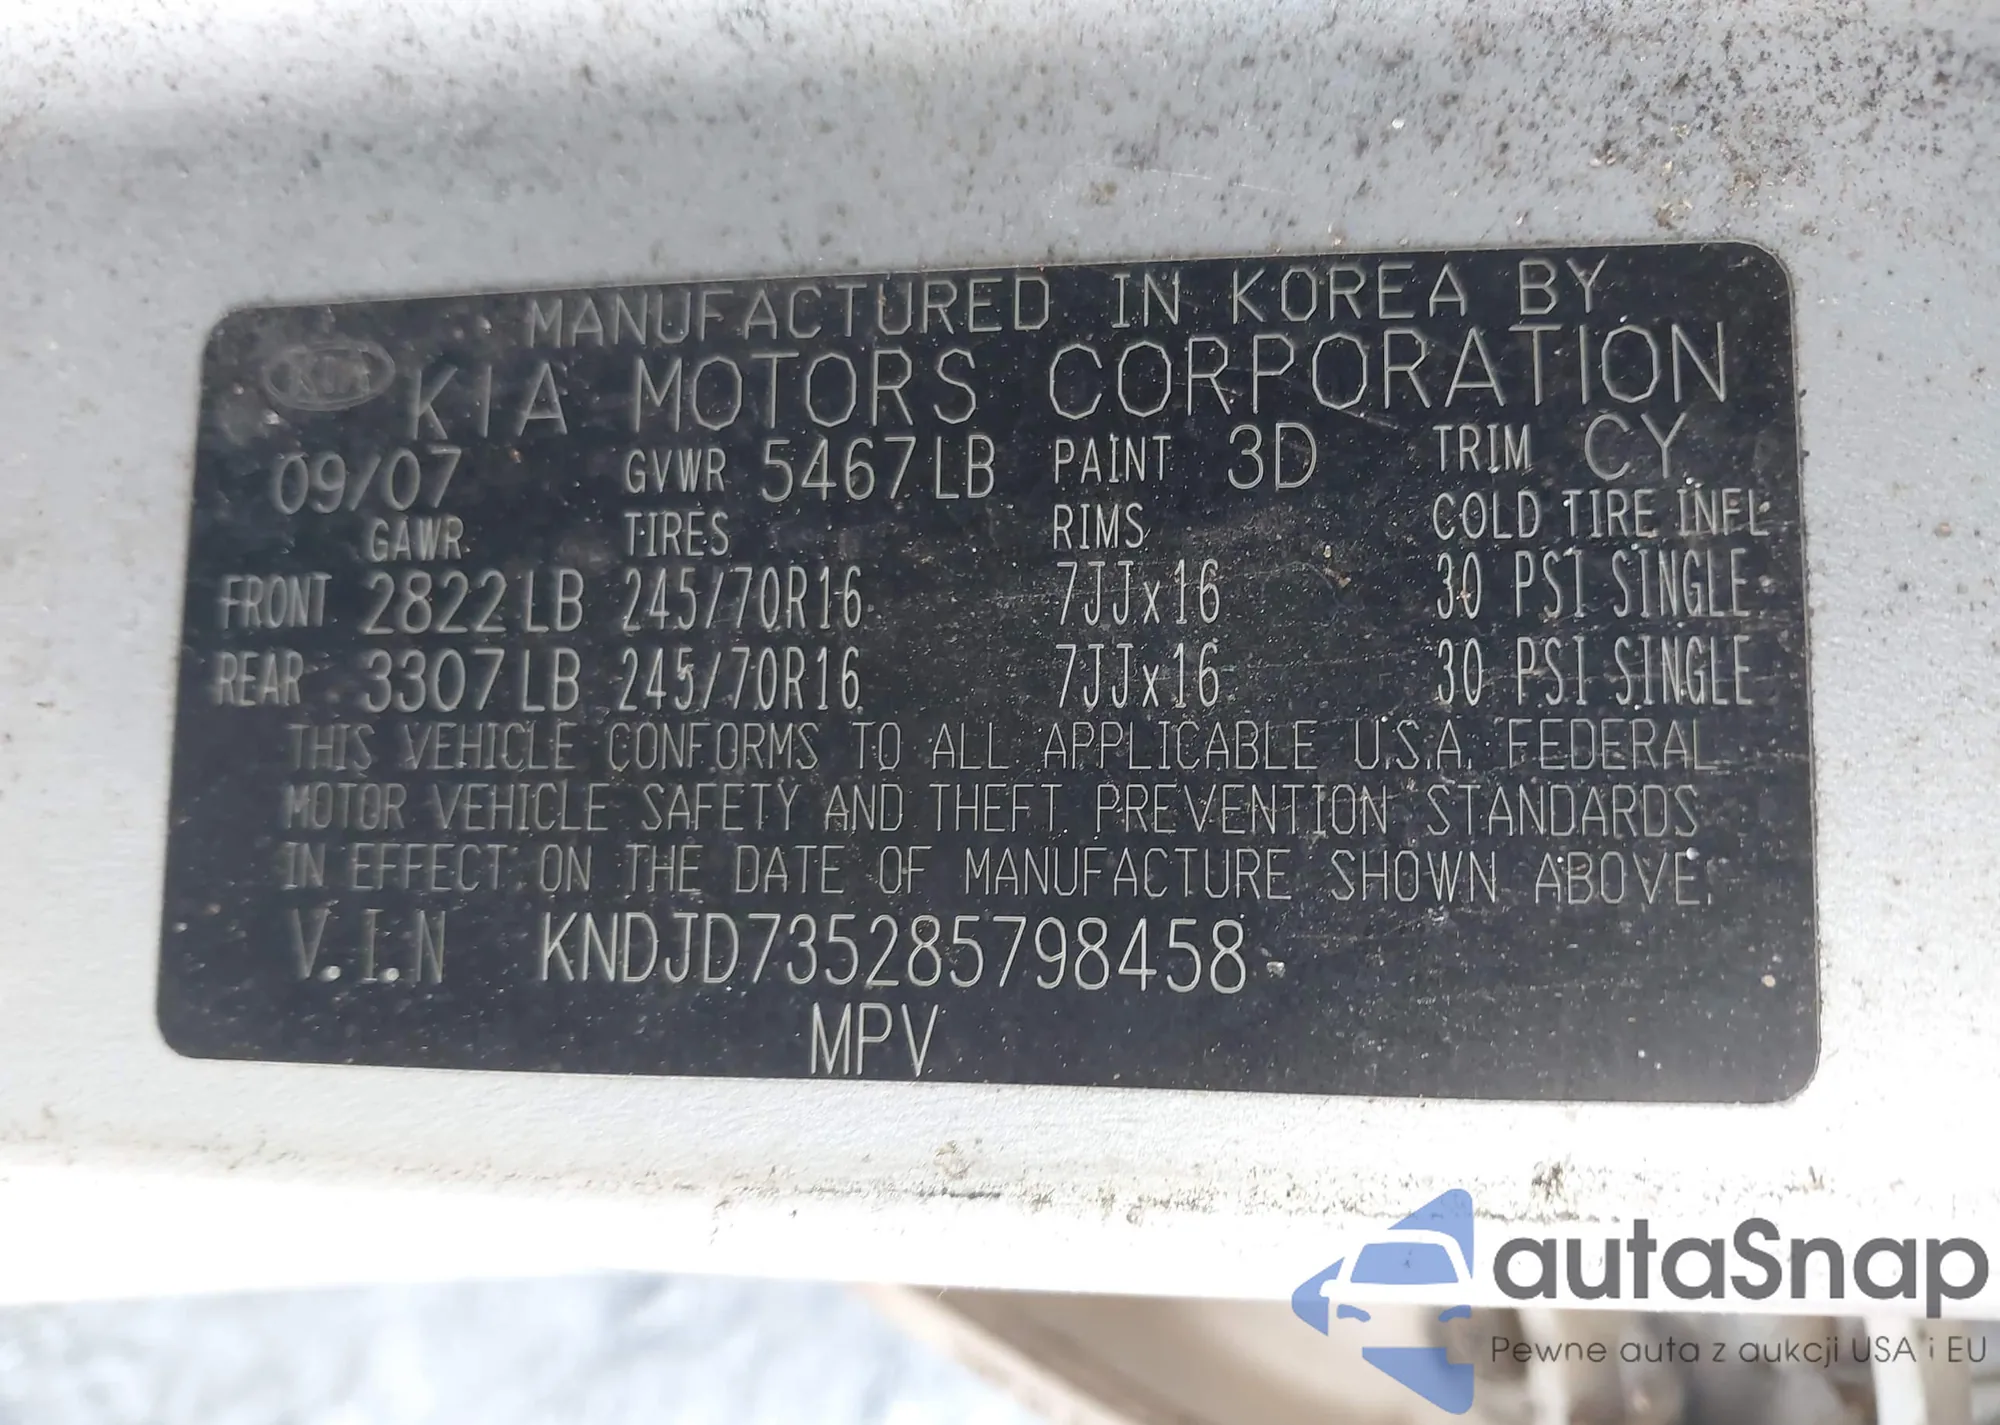 MANUFACTURED IN KOREA BY
KIA KIA MOTORS CORPORATION
09/07 GVWR 5467LB PAINT 3D TRIM CY
GAWR TIRES RIMS COLD TIRE INFL
FRONT 2822LB 245/70R16 7JJx16 30 PSI SINGLE
REAR 3307LB 245/70R16 7JJx16 30 PSI SINGLE
THIS VEHICLE CONFORMS TO ALL APPLICABLE U.S.A. FEDERAL
MOTOR VEHICLE SAFETY AND THEFT PREVENTION STANDARDS
IN EFFECT ON THE DATE OF MANUFACTURE SHOWN ABOVE.
V.I.N KNDJD735285798458
MPV
autaSnap
Pewne auta z aukcji USA i EU